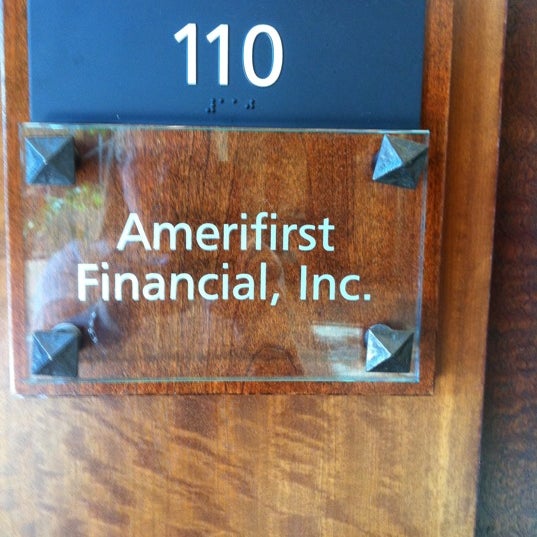 110
Amerifirst
Financial, Inc.